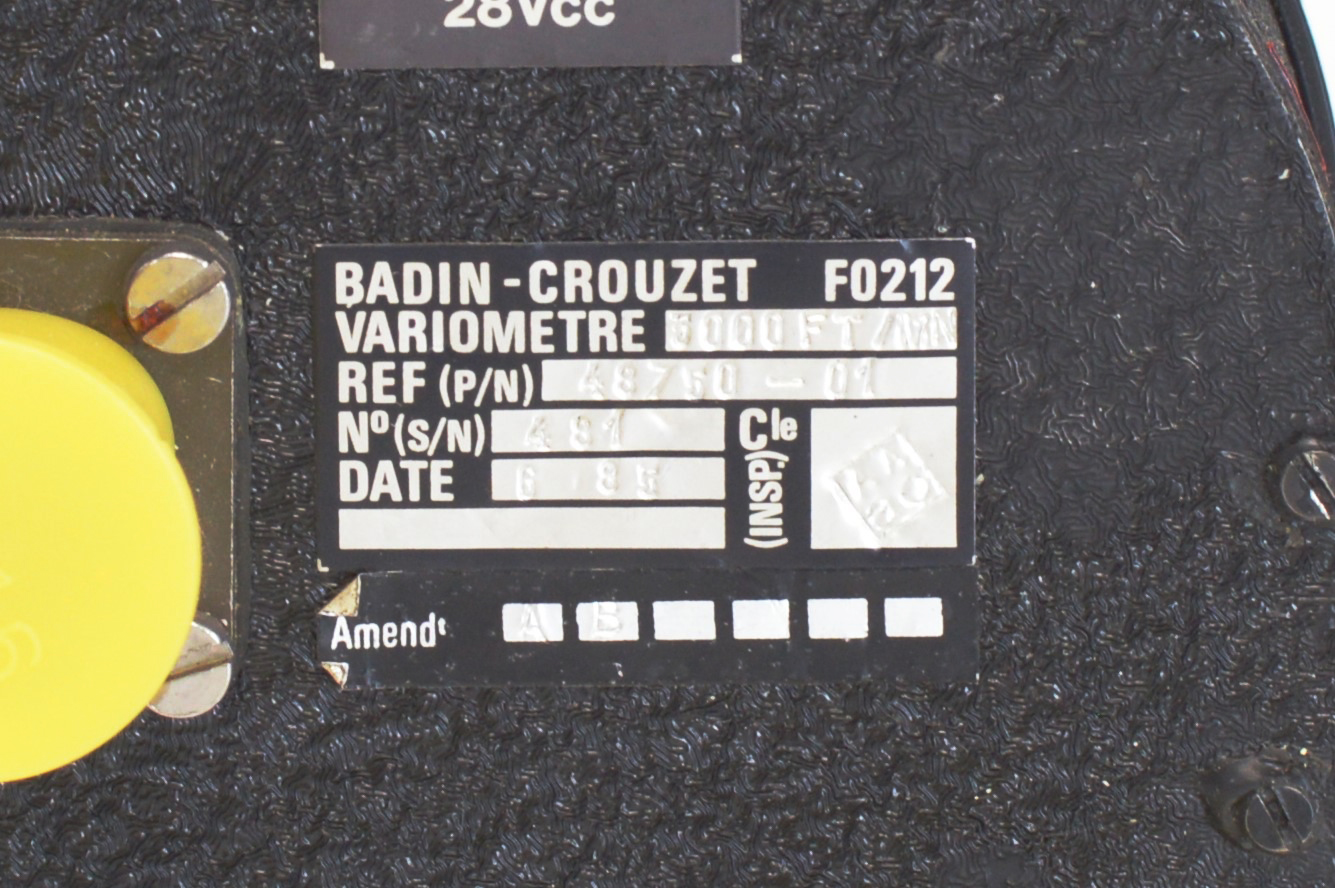 28Vcc
BADIN-CROUZET F0212
VARIOMETRE 6000 FT/MN
REF (P/N) 48750-01
Nº (S/N) 481
DATE 6 85
Cle (INSP.)
Amendt A B